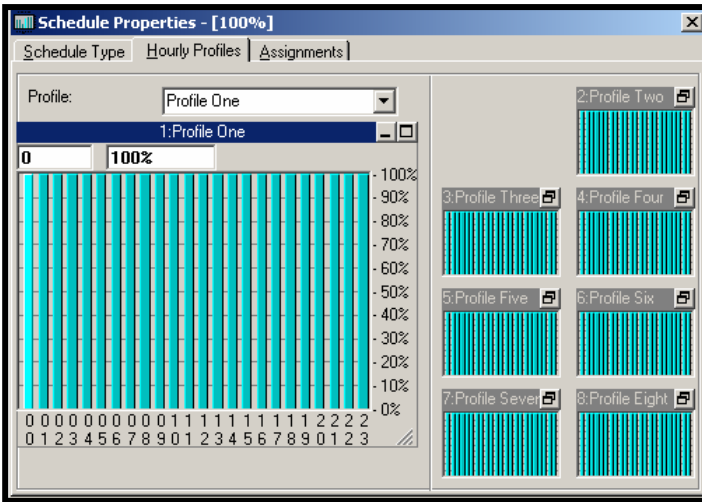 Schedule Properties - [100%]
Schedule Type Hourly Profiles Assignments
Profile: Profile One
1:Profile One
0 100%
100%
90%
80%
70%
60%
50%
40%
30%
20%
10%
0%
0 0 0 0 0 0 0 0 0 0 1 1 1 1 1 1 1 1 1 1 2 2 2 2
0 1 2 3 4 5 6 7 8 9 0 1 2 3 4 5 6 7 8 9 0 1 2 3
2:Profile Two
3:Profile Three 4:Profile Four
5:Profile Five 6:Profile Six
7:Profile Sever 8:Profile Eight